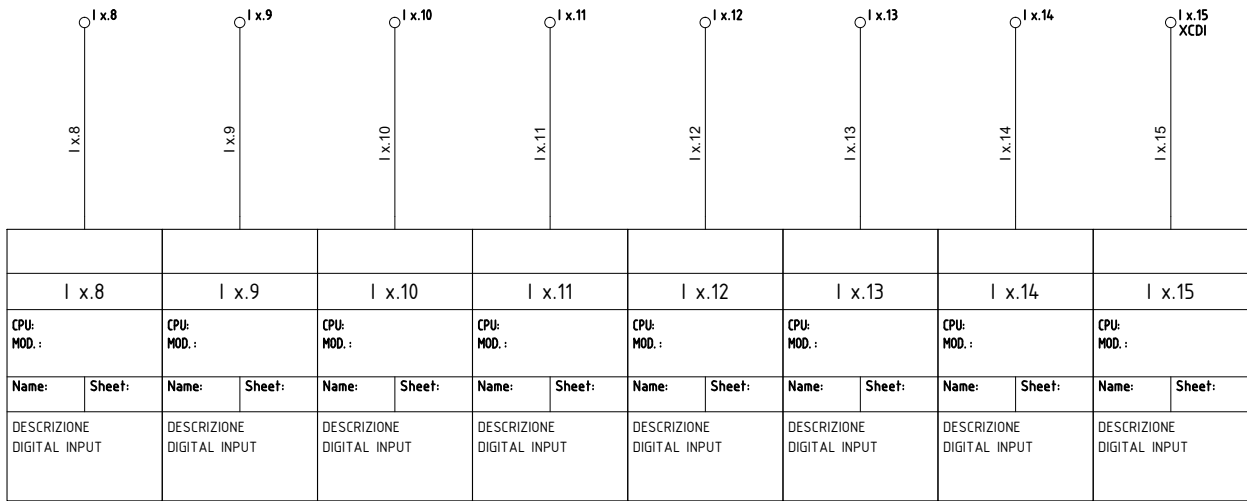 I x.8 I x.9 I x.10 I x.11 I x.12 I x.13 I x.14 I x.15
XCDI
I x.8 I x.9 I x.10 I x.11 I x.12 I x.13 I x.14 I x.15
I x.8 I x.9 I x.10 I x.11 I x.12 I x.13 I x.14 I x.15
CPU: CPU: CPU: CPU: CPU: CPU: CPU: CPU:
MOD. : MOD. : MOD. : MOD. : MOD. : MOD. : MOD. : MOD. :
Name: Sheet: Name: Sheet: Name: Sheet: Name: Sheet: Name: Sheet: Name: Sheet: Name: Sheet: Name: Sheet:
DESCRIZIONE DESCRIZIONE DESCRIZIONE DESCRIZIONE DESCRIZIONE DESCRIZIONE DESCRIZIONE DESCRIZIONE
DIGITAL INPUT DIGITAL INPUT DIGITAL INPUT DIGITAL INPUT DIGITAL INPUT DIGITAL INPUT DIGITAL INPUT DIGITAL INPUT